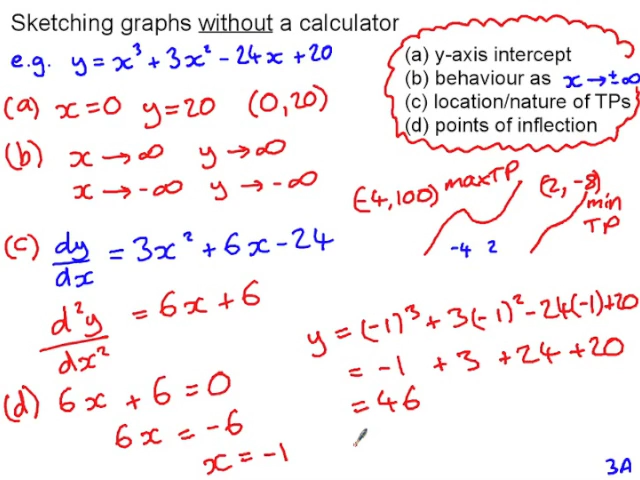 Sketching graphs without a calculator
e.g. y = x³ + 3x² - 24x + 20
(a) y-axis intercept
(b) behaviour as x → ±∞
(c) location/nature of TPs
(d) points of inflection
(a) x = 0 y = 20 (0, 20)
(b) x → ∞ y → ∞
x → -∞ y → -∞
(-4, 100) max TP
(2, -8) min TP
-4 2
(c) dy/dx = 3x² + 6x - 24
d²y/dx² = 6x + 6
(d) 6x + 6 = 0
6x = -6
x = -1
y = (-1)³ + 3(-1)² - 24(-1) + 20
= -1 + 3 + 24 + 20
= 46
3A